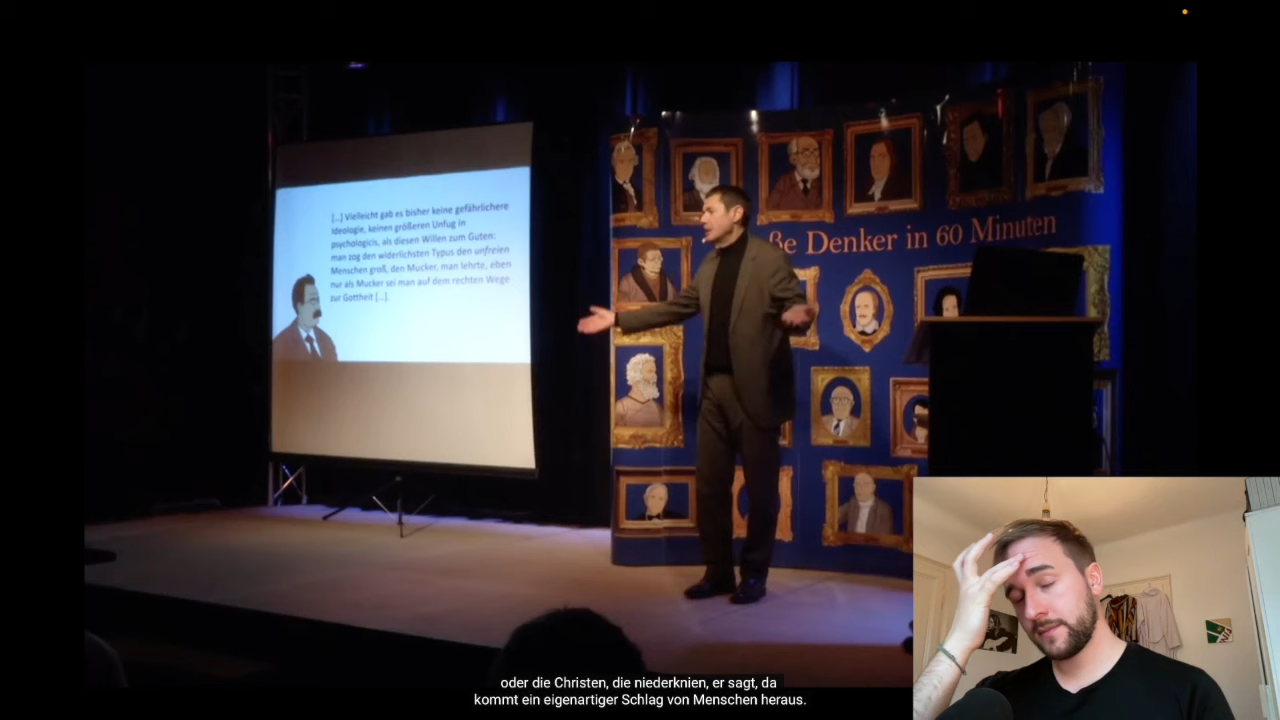 [...] Vielleicht gab es bisher keine gefährlichere
Ideologie, keinen größeren Unfug in
psychologicis, als diesen Willen zum Guten:
man zog den widerlichsten Typus den unfreien
Menschen groß, den Mucker, man lehrte, eben
nur als Mucker sei man auf dem rechten Wege
zur Gottheit [...].
ße Denker in 60 Minuten
oder die Christen, die niederknien, er sagt, da
kommt ein eigenartiger Schlag von Menschen heraus.